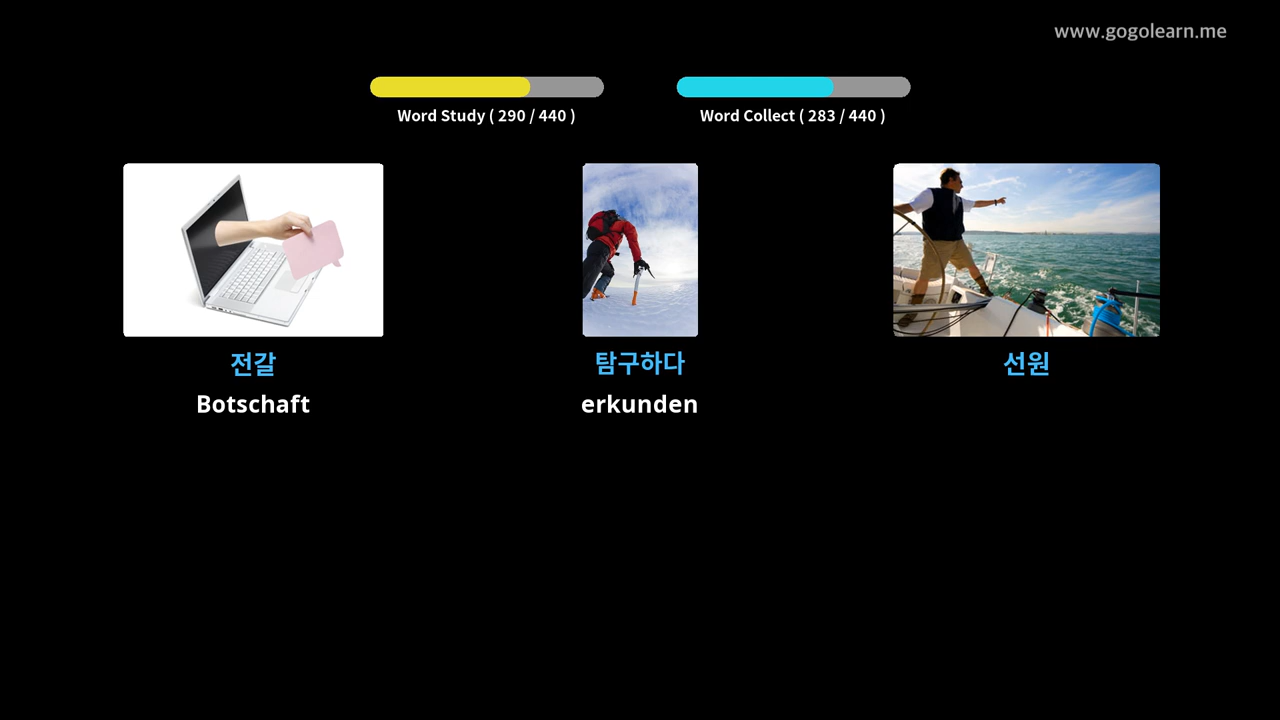 www.gogolearn.me
Word Study ( 290 / 440 )
Word Collect ( 283 / 440 )
전갈
탐구하다
선원
Botschaft
erkunden